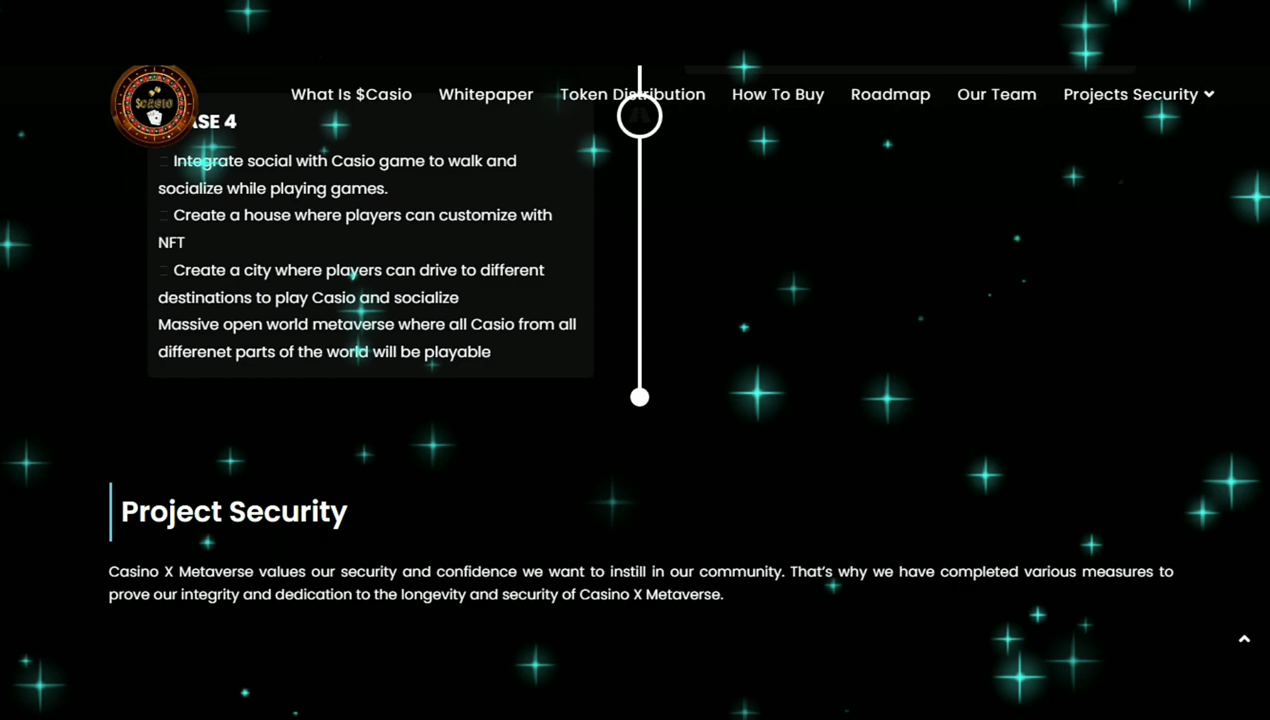 $CASIO
What Is $Casio
Whitepaper
Token Distribution
How To Buy
Roadmap
Our Team
Projects Security
ASE 4
Integrate social with Casio game to walk and
socialize while playing games.
Create a house where players can customize with
NFT
Create a city where players can drive to different
destinations to play Casio and socialize
Massive open world metaverse where all Casio from all
differenet parts of the world will be playable
Project Security
Casino X Metaverse values our security and confidence we want to instill in our community. That's why we have completed various measures to
prove our integrity and dedication to the longevity and security of Casino X Metaverse.